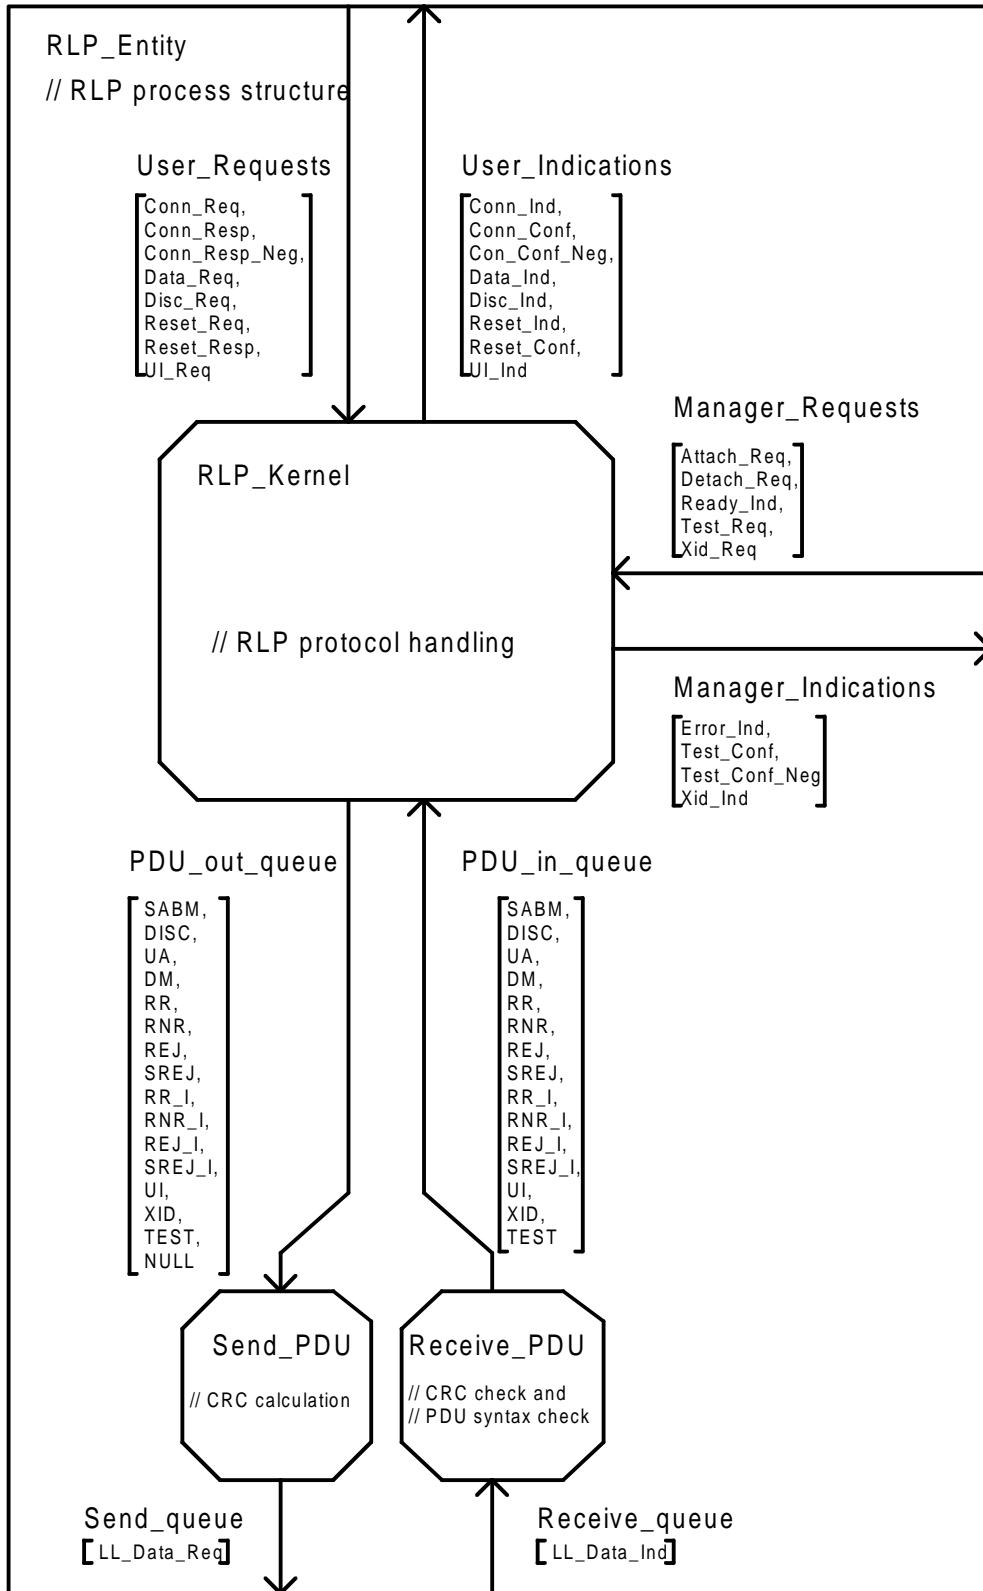 RLP_Entity
// RLP process structure
User_Requests
Conn_Req,
Conn_Resp,
Conn_Resp_Neg,
Data_Req,
Disc_Req,
Reset_Req,
Reset_Resp,
UI_Req
User_Indications
Conn_Ind,
Conn_Conf,
Con_Conf_Neg,
Data_Ind,
Disc_Ind,
Reset_Ind,
Reset_Conf,
UI_Ind
Manager_Requests
Attach_Req,
Detach_Req,
Ready_Ind,
Test_Req,
Xid_Req
RLP_Kernel
// RLP protocol handling
Manager_Indications
Error_Ind,
Test_Conf,
Test_Conf_Neg
Xid_Ind
PDU_out_queue
SABM,
DISC,
UA,
DM,
RR,
RNR,
REJ,
SREJ,
RR_I,
RNR_I,
REJ_I,
SREJ_I,
UI,
XID,
TEST,
NULL
PDU_in_queue
SABM,
DISC,
UA,
DM,
RR,
RNR,
REJ,
SREJ,
RR_I,
RNR_I,
REJ_I,
SREJ_I,
UI,
XID,
TEST
Send_PDU
// CRC calculation
Receive_PDU
// CRC check and
// PDU syntax check
Send_queue
LL_Data_Req
Receive_queue
LL_Data_Ind